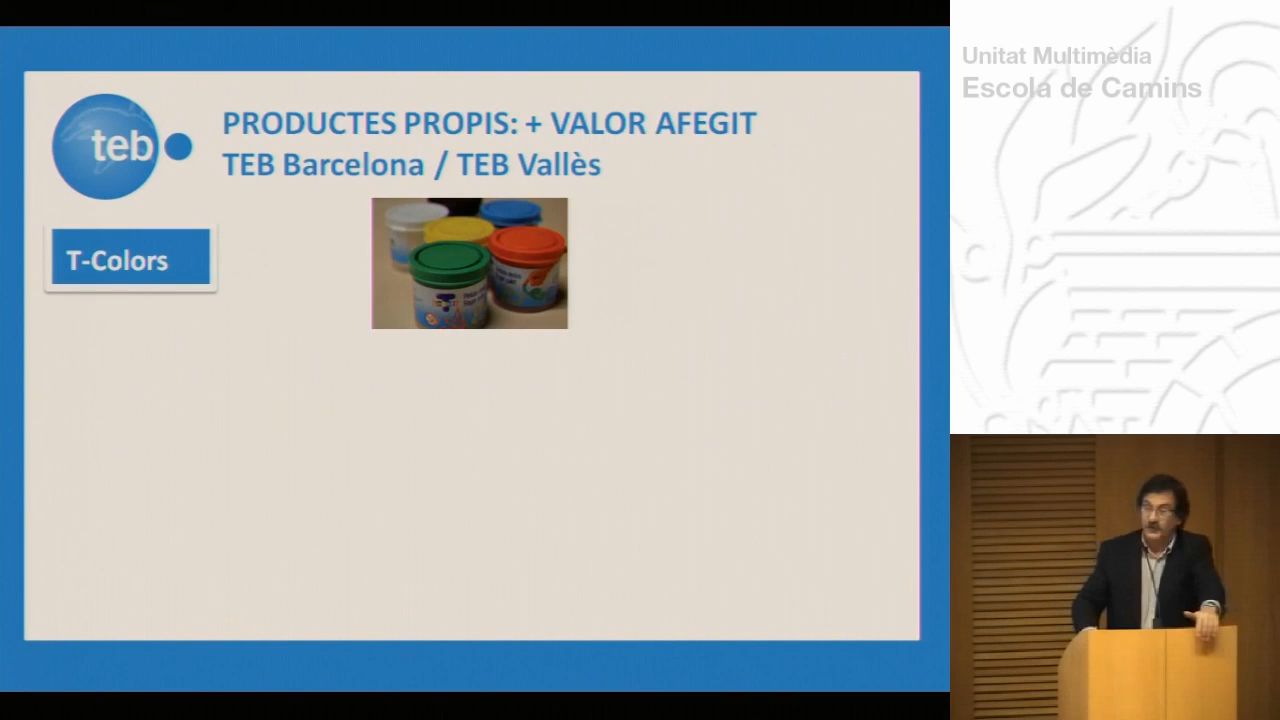 teb
PRODUCTES PROPIS: + VALOR AFEGIT
TEB Barcelona / TEB Vallès
T-Colors
Unitat Multimèdia
Escola de Camins